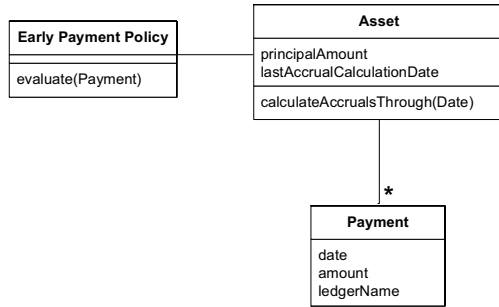 Early Payment Policy
evaluate(Payment)
Asset
principalAmount
lastAccrualCalculationDate
calculateAccrualsThrough(Date)
*
Payment
date
amount
ledgerName